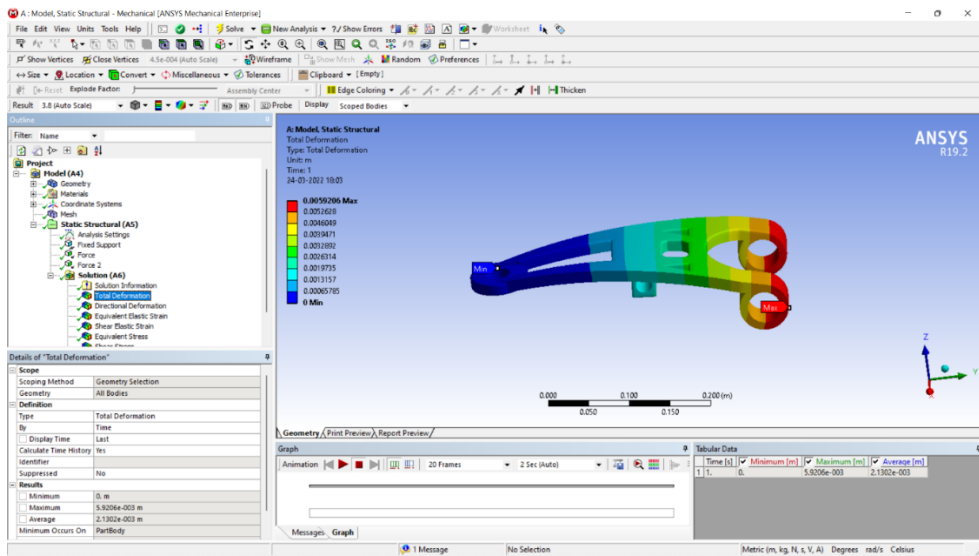 A : Model, Static Structural - Mechanical [ANSYS Mechanical Enterprise]
File Edit View Units Tools Help Solve New Analysis ?/ Show Errors Worksheet
Show Vertices Close Vertices 4.5e-004 (Auto Scale) Wireframe Show Mesh Random Preferences
Size Location Convert Miscellaneous Tolerances Clipboard [Empty]
Reset Explode Factor: Assembly Center Edge Coloring Thicken
Result 3.8 (Auto Scale) Probe Display Scoped Bodies
Outline
Filter: Name
Project
Model (A4)
Geometry
Materials
Coordinate Systems
Mesh
Static Structural (A5)
Analysis Settings
Fixed Support
Force
Force 2
Solution (A6)
Solution Information
Total Deformation
Directional Deformation
Equivalent Elastic Strain
Shear Elastic Strain
Equivalent Stress
Shear Stress
Details of "Total Deformation"
Scope
Scoping Method Geometry Selection
Geometry All Bodies
Definition
Type Total Deformation
By Time
Display Time Last
Calculate Time History Yes
Identifier
Suppressed No
Results
Minimum 0. m
Maximum 5.9206e-003 m
Average 2.1302e-003 m
Minimum Occurs On PartBody
A: Model, Static Structural
Total Deformation
Type: Total Deformation
Unit: m
Time: 1
24-03-2022 18:03
0.0059206 Max
0.0052628
0.0046049
0.0039471
0.0032892
0.0026314
0.0019735
0.0013157
0.00065785
0 Min
ANSYS
R19.2
Min
Max
Z
Y
X
0.000 0.100 0.200 (m)
0.050 0.150
Geometry Print Preview Report Preview
Graph
Animation 20 Frames 2 Sec (Auto)
Messages Graph
Tabular Data
Time [s] Minimum [m] Maximum [m] Average [m]
1 1. 0. 5.9206e-003 2.1302e-003
1 Message No Selection Metric (m, kg, N, s, V, A) Degrees rad/s Celsius